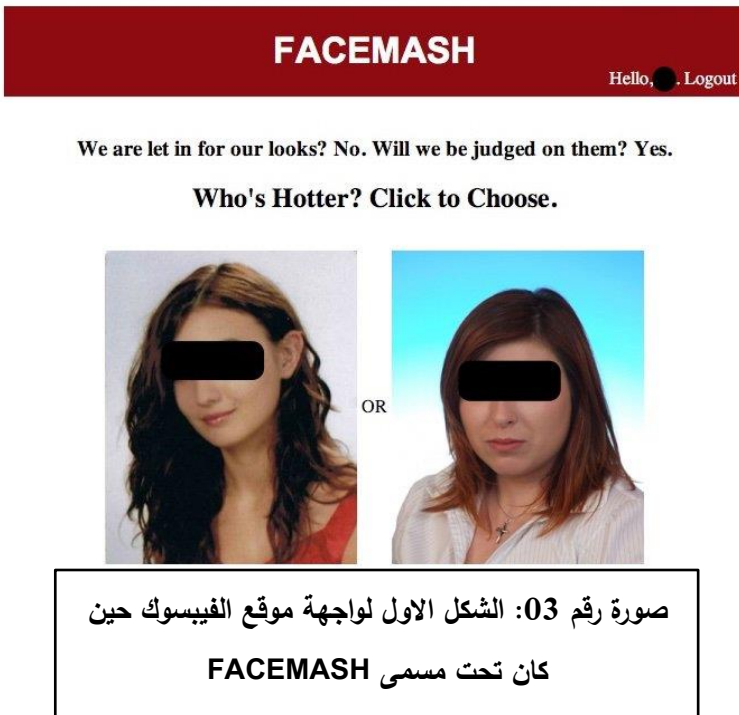 FACEMASH
Hello, . Logout
We are let in for our looks? No. Will we be judged on them? Yes.
Who's Hotter? Click to Choose.
OR
صورة رقم 03: الشكل الاول لواجهة موقع الفيبسوك حين
كان تحت مسمى FACEMASH